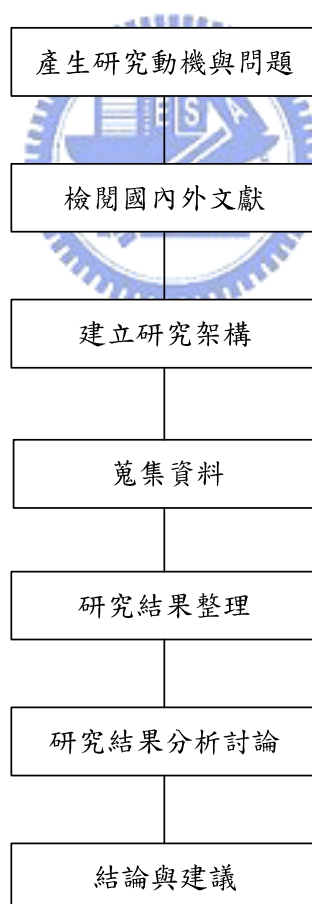 產生研究動機與問題
ESA
檢閱國內外文獻
建立研究架構
蒐集資料
研究結果整理
研究結果分析討論
結論與建議